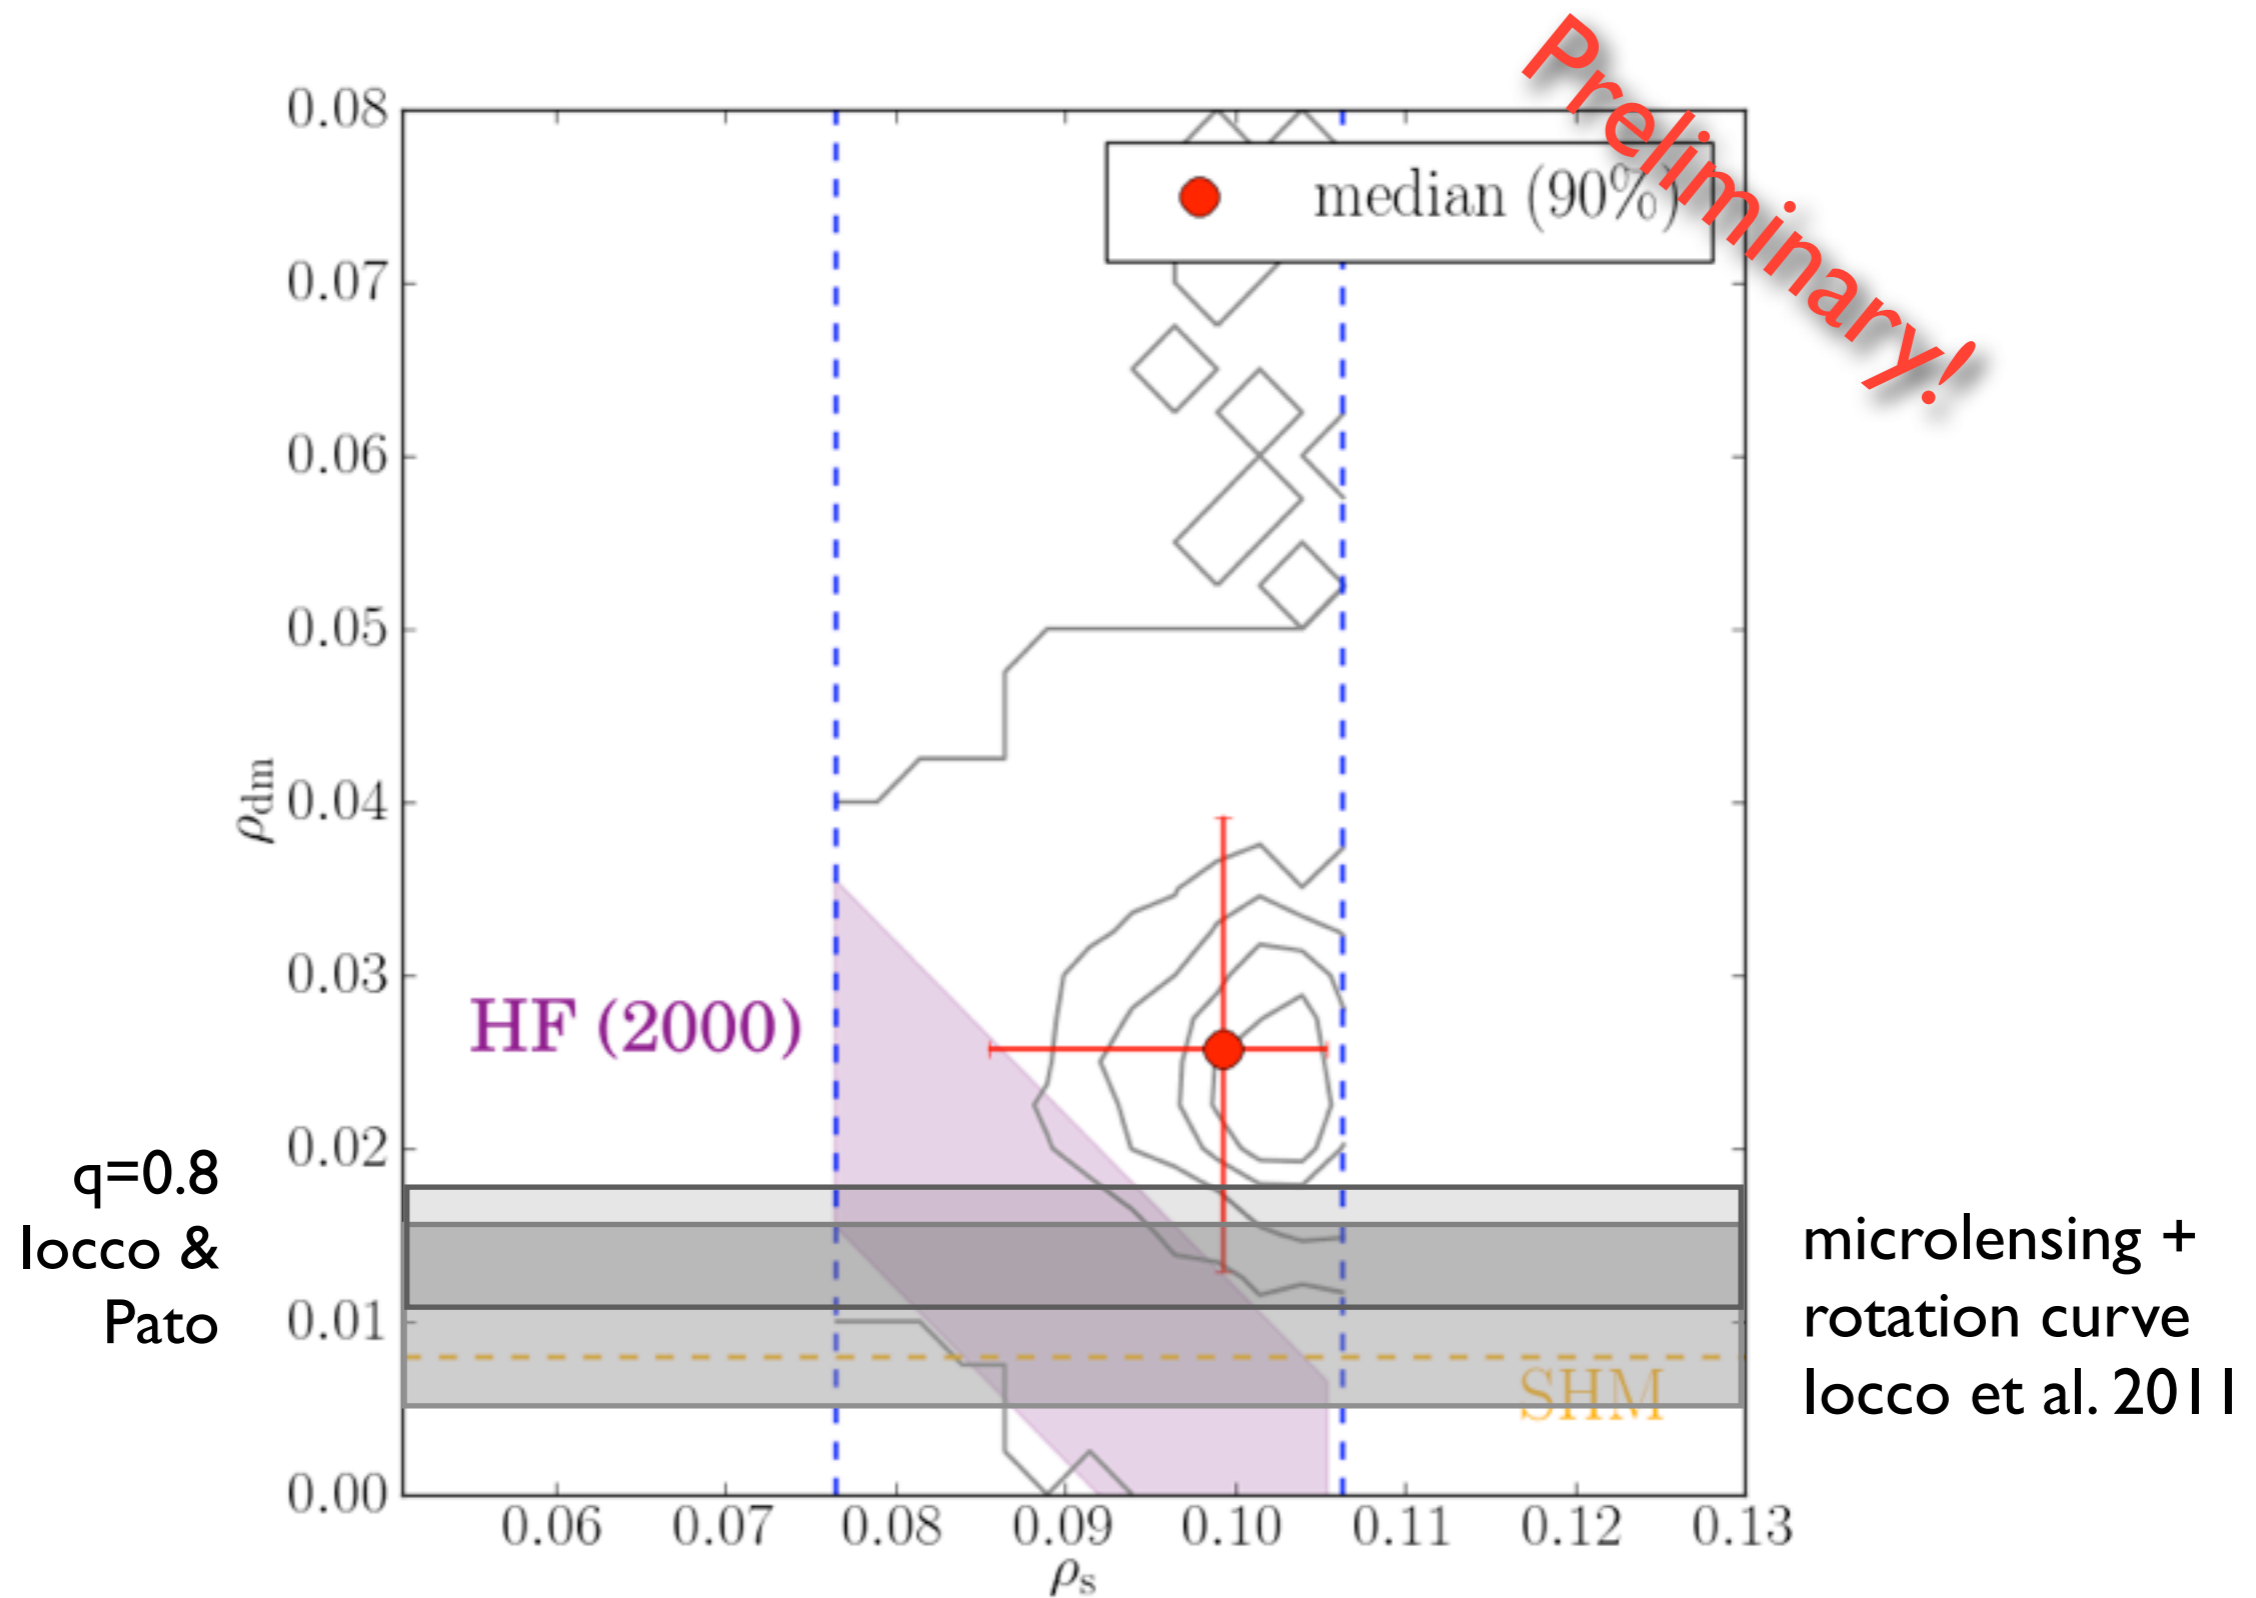 Preliminary!
0.08
median (90%)
0.07
0.06
0.05
0.04
ρdm
0.03
HF (2000)
0.02
q=0.8
Iocco &
Pato
microlensing +
rotation curve
Iocco et al. 2011
0.01
SHM
0.00
0.06 0.07 0.08 0.09 0.10 0.11 0.12 0.13
ρs